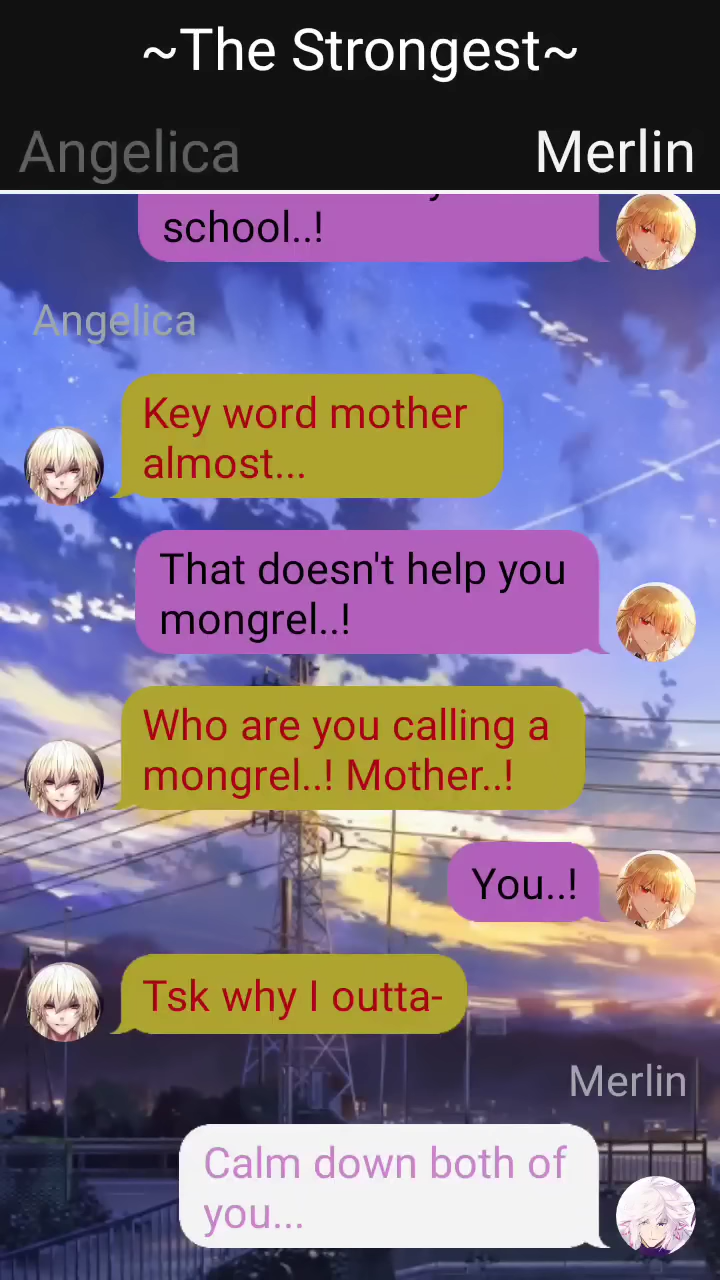 ~The Strongest~
Angelica
Merlin
school..!
Angelica
Key word mother
almost...
That doesn't help you
mongrel..!
Who are you calling a
mongrel..! Mother..!
You..!
Tsk why I outta-
Merlin
Calm down both of
you...